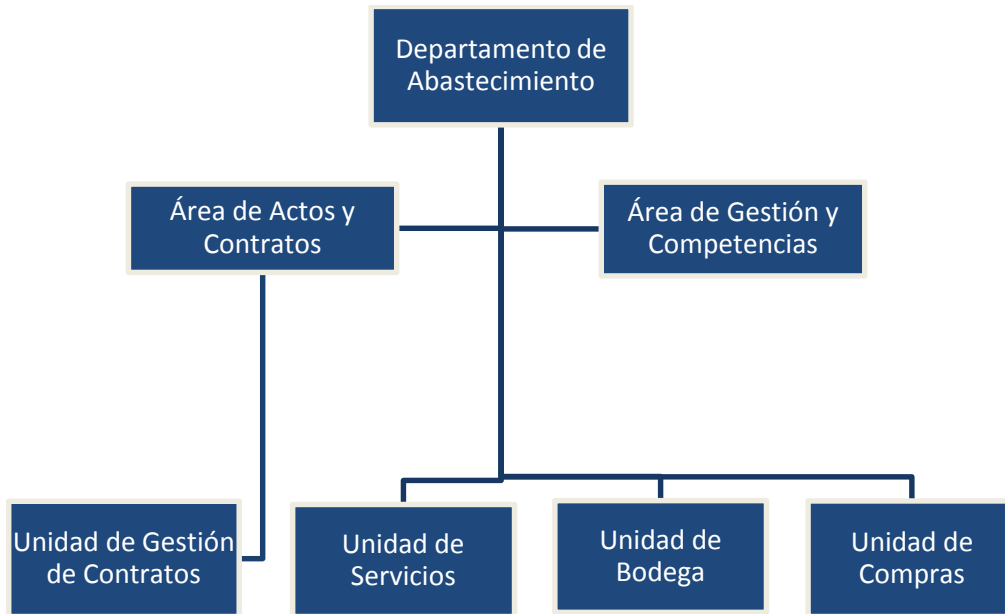 Departamento de
Abastecimiento
Área de Actos y
Contratos
Área de Gestión y
Competencias
Unidad de Gestión
de Contratos
Unidad de
Servicios
Unidad de
Bodega
Unidad de
Compras